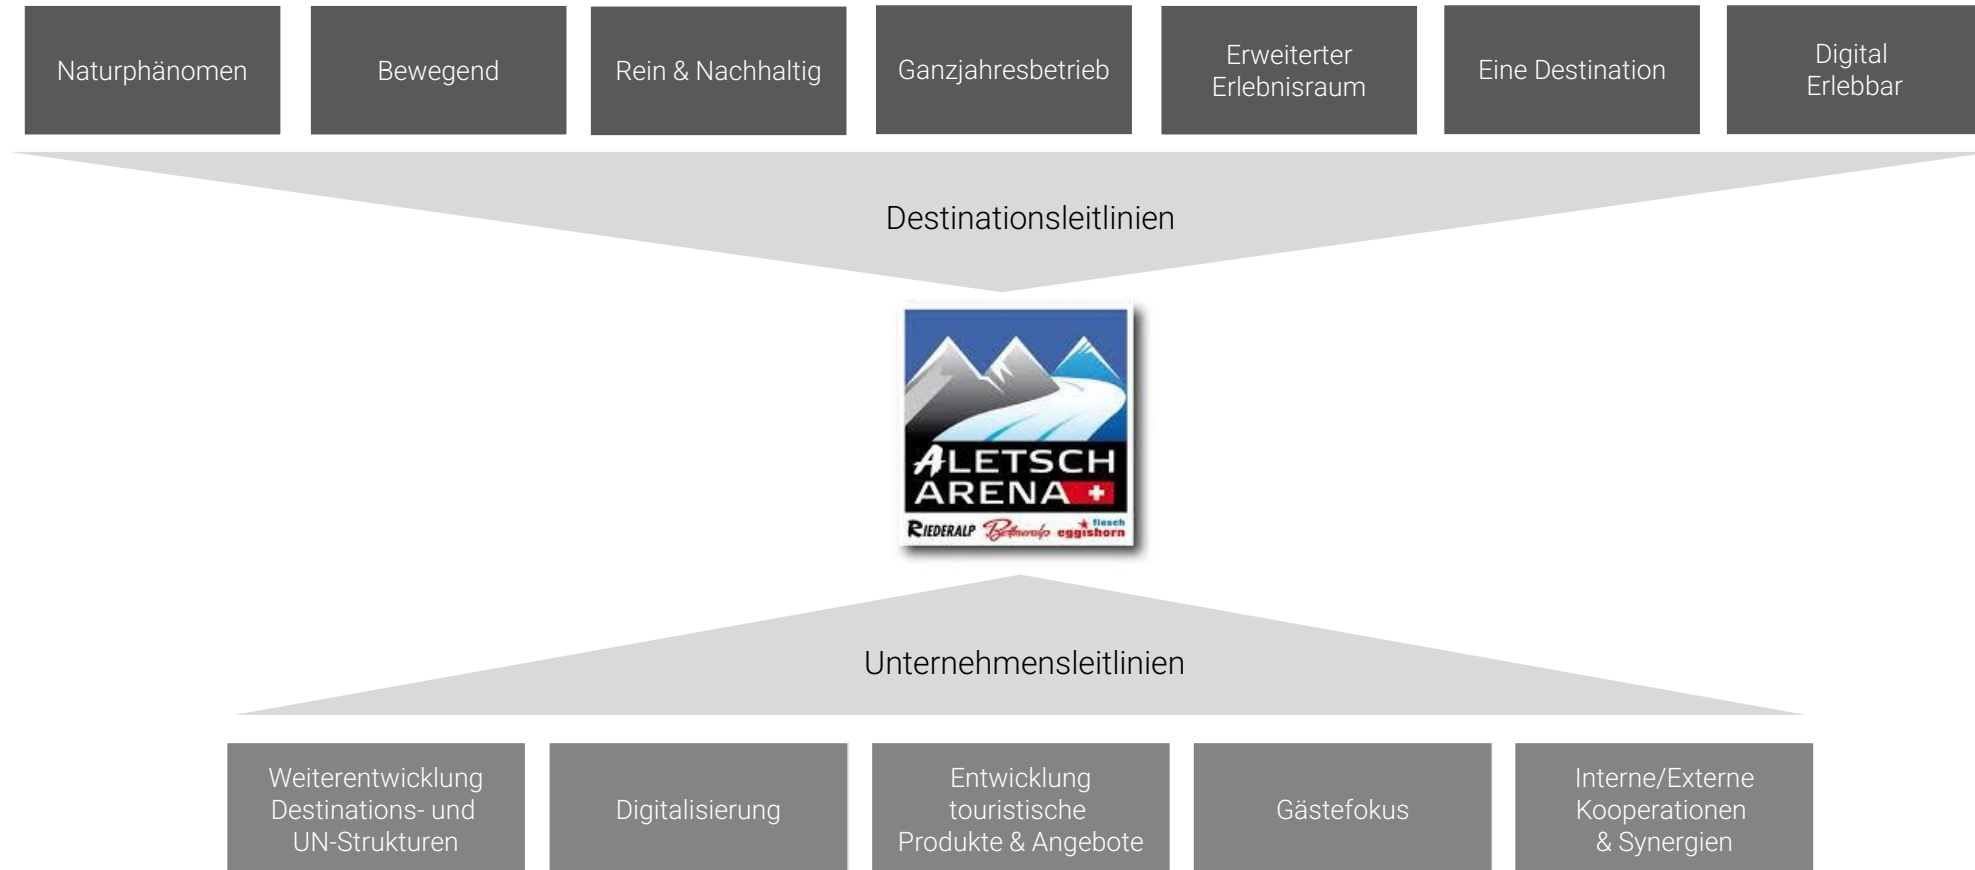 Naturphänomen
Bewegend
Rein & Nachhaltig
Ganzjahresbetrieb
Erweiterter
Erlebnisraum
Eine Destination
Digital
Erlebbar
Destinationsleitlinien
ALETSCH
ARENA
RIEDERALP Bettmeralp fiesch
eggishorn
Unternehmensleitlinien
Weiterentwicklung
Destinations- und
UN-Strukturen
Digitalisierung
Entwicklung
touristische
Produkte & Angebote
Gästefokus
Interne/Externe
Kooperationen
& Synergien